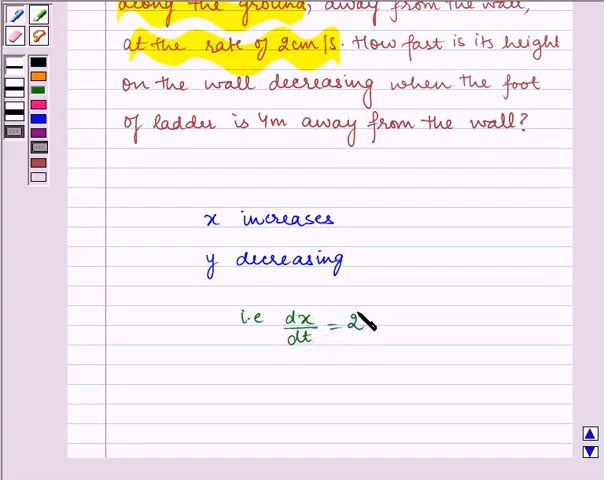 along the ground, away from the wall,
at the rate of 2cm/s. How fast is its height
on the wall decreasing when the foot
of ladder is 4m away from the wall?
x increases
y decreasing
i.e dx/dt = 2